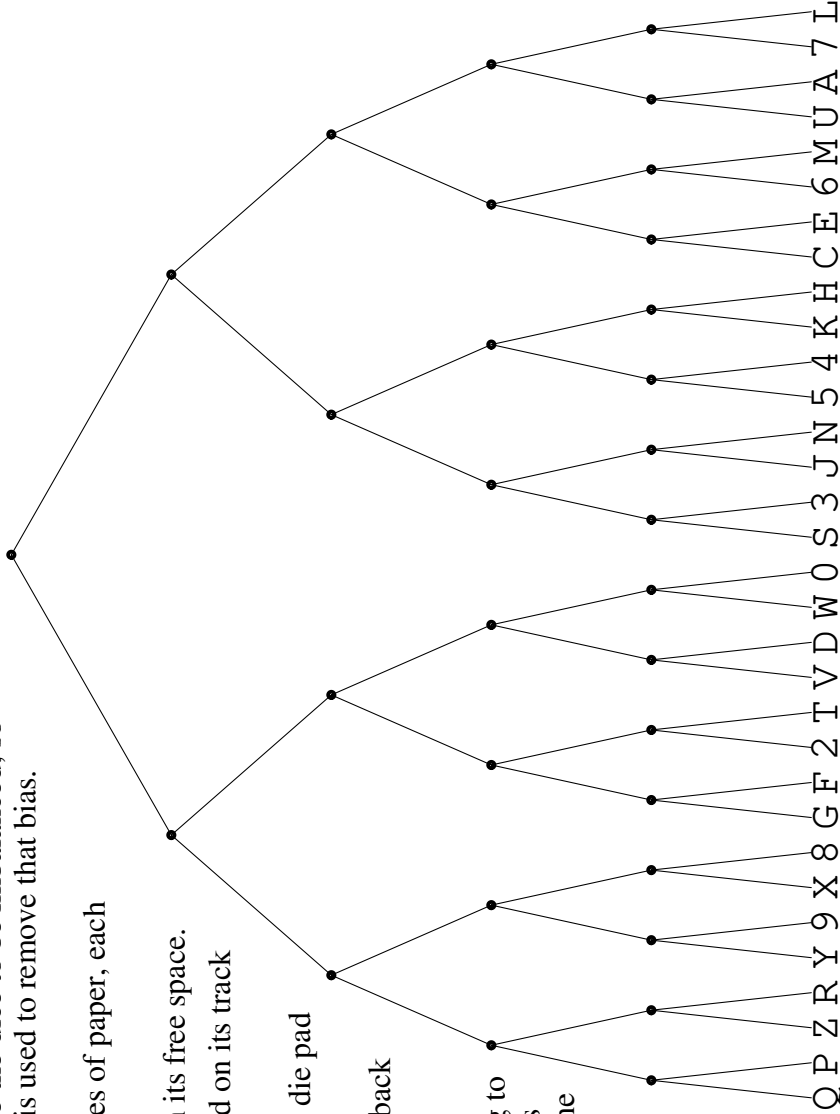 is used to remove that bias.
es of paper, each
its free space.
d on its track
die pad
back
to
Q P Z R Y 9 X 8 G F 2 T V D W 0 S 3 J N 5 4 K H C E 6 M U A 7 L